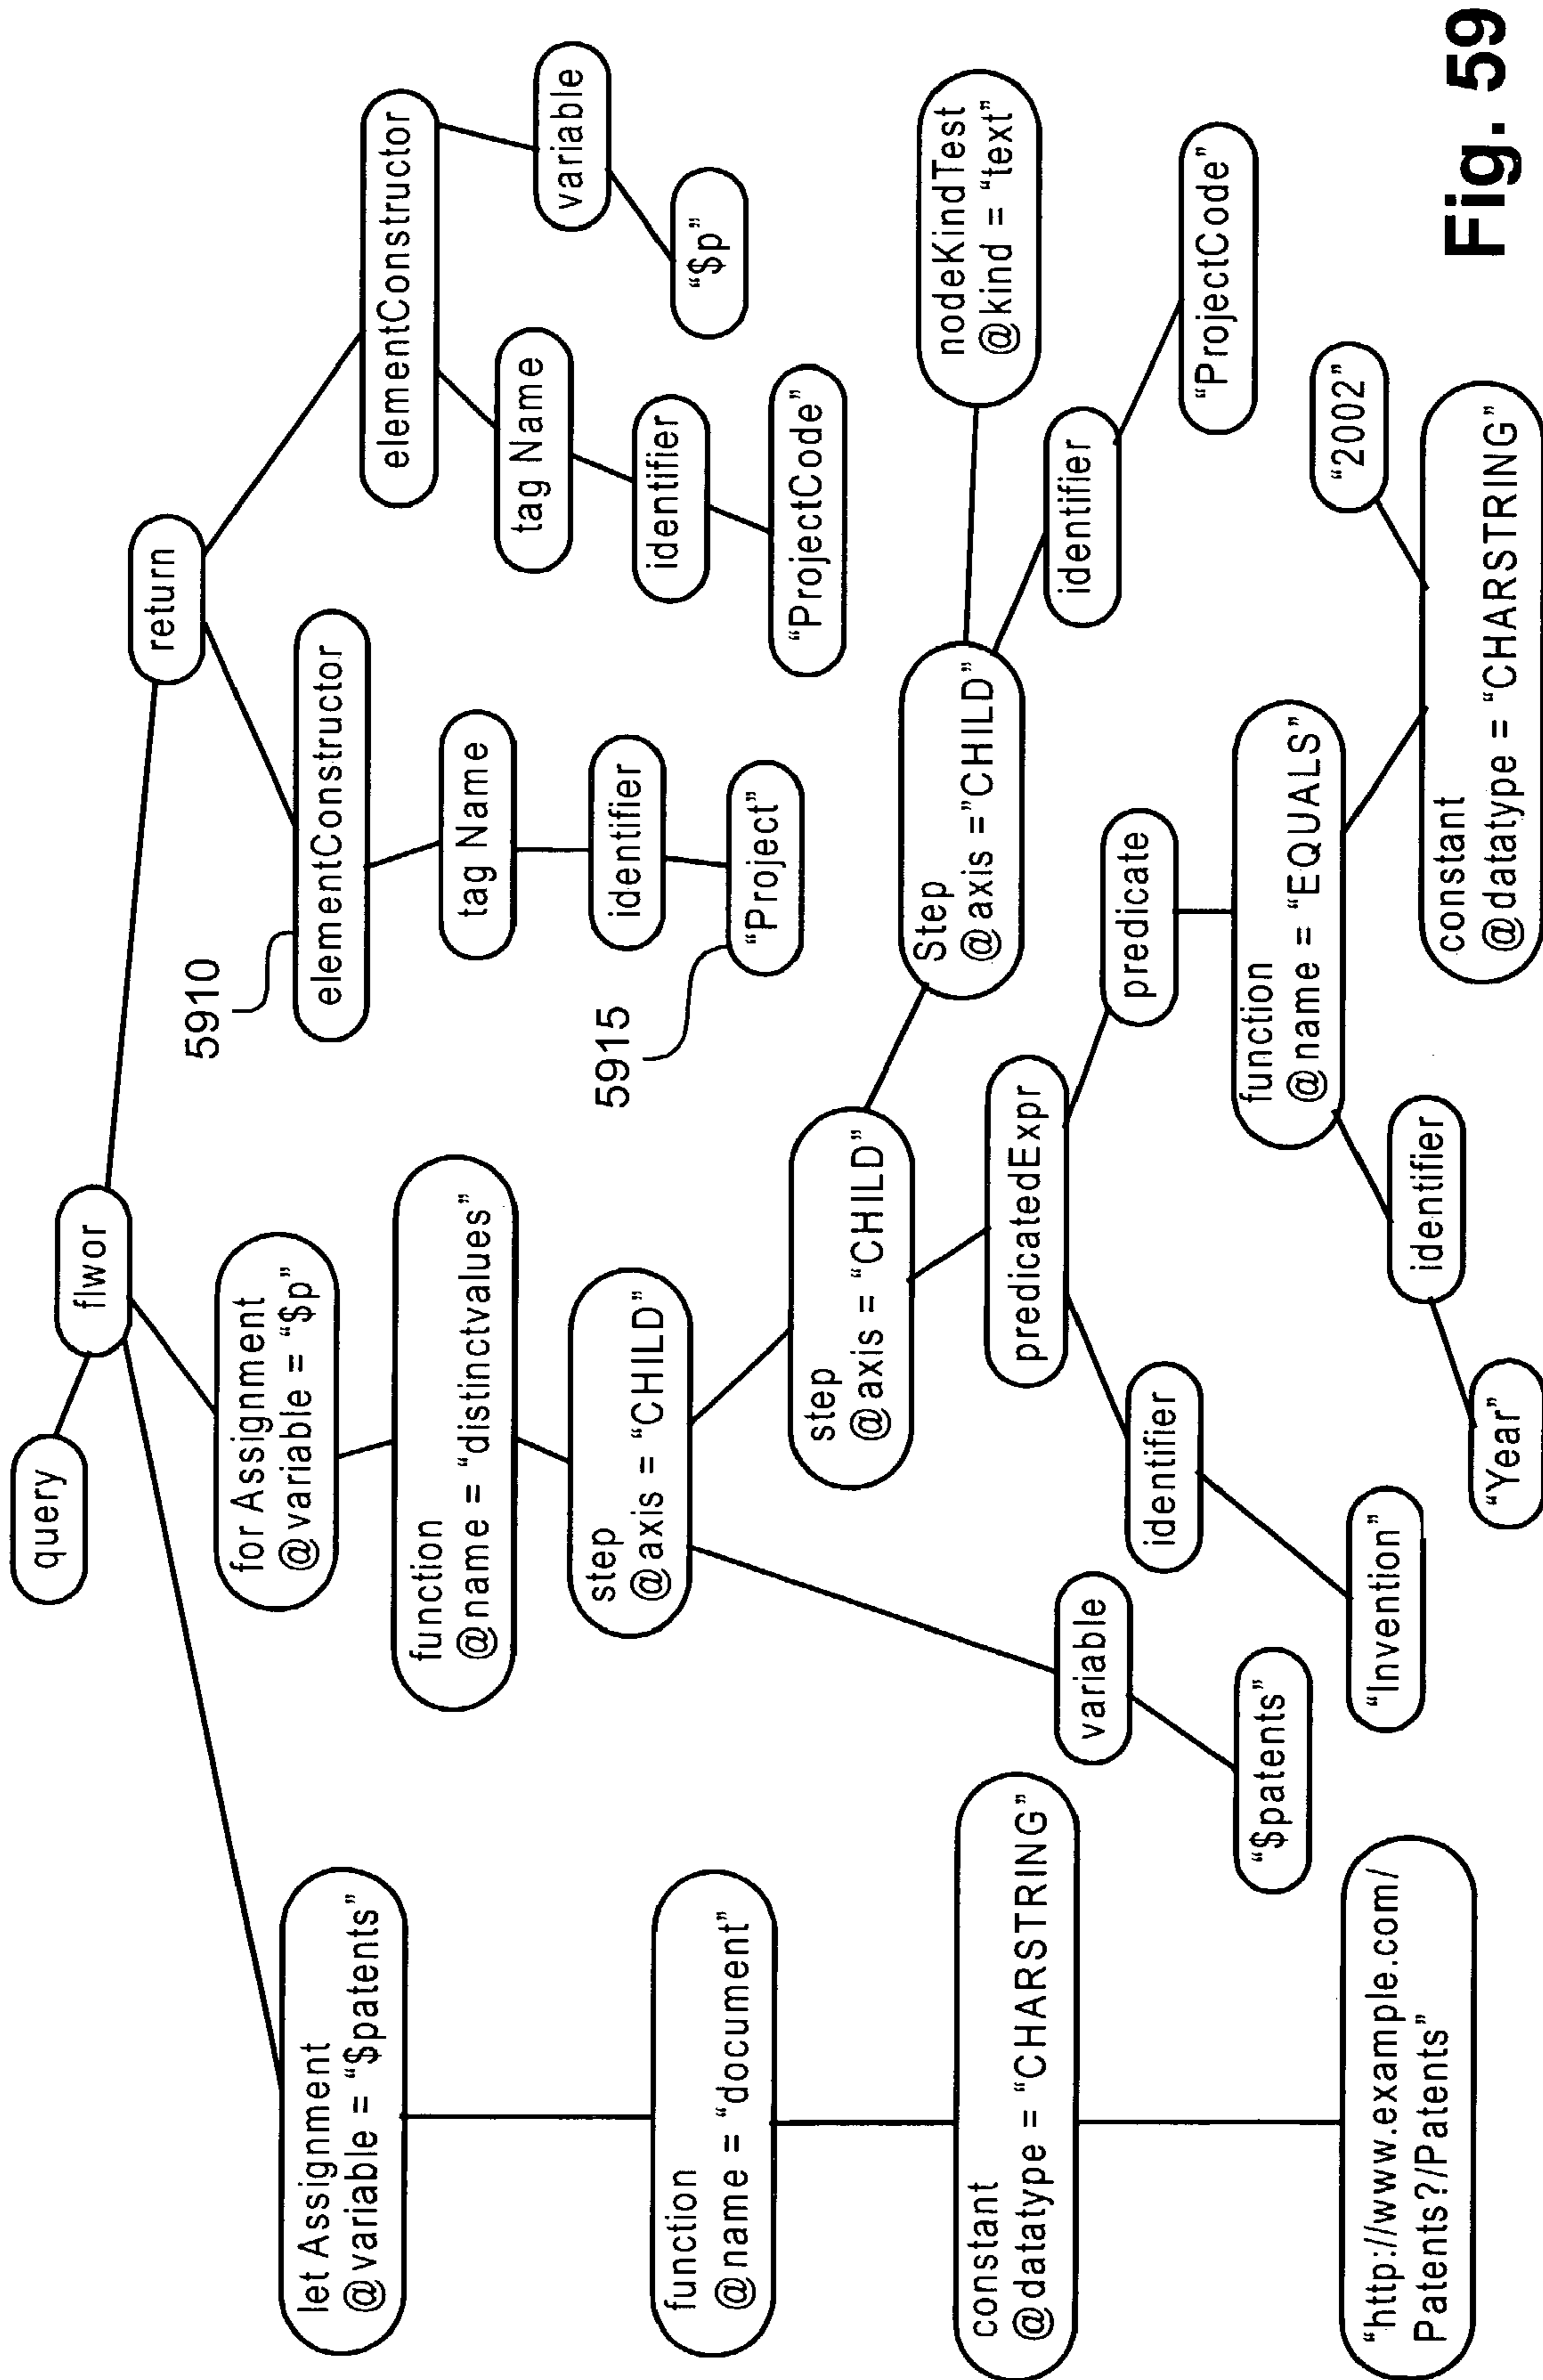 query
flwor
return
let Assignment
@variable = “$patents”
for Assignment
@variable = “$p”
5910
elementConstructor
elementConstructor
function
@name = “document”
function
@name = “distinctvalues”
tag Name
tag Name
variable
step
@axis = “CHILD”
identifier
identifier
“$p”
5915
“Project”
“ProjectCode”
constant
@datatype = “CHARSTRING”
step
@axis = “CHILD”
Step
@axis =”CHILD”
nodeKindTest
@kind = “text”
variable
predicatedExpr
identifier
“$patents”
identifier
predicate
“ProjectCode”
“http://www.example.com/
Patents?/Patents”
“Invention”
function
@name = “EQUALS”
“2002”
identifier
constant
@datatype = “CHARSTRING”
“Year”
Fig. 59